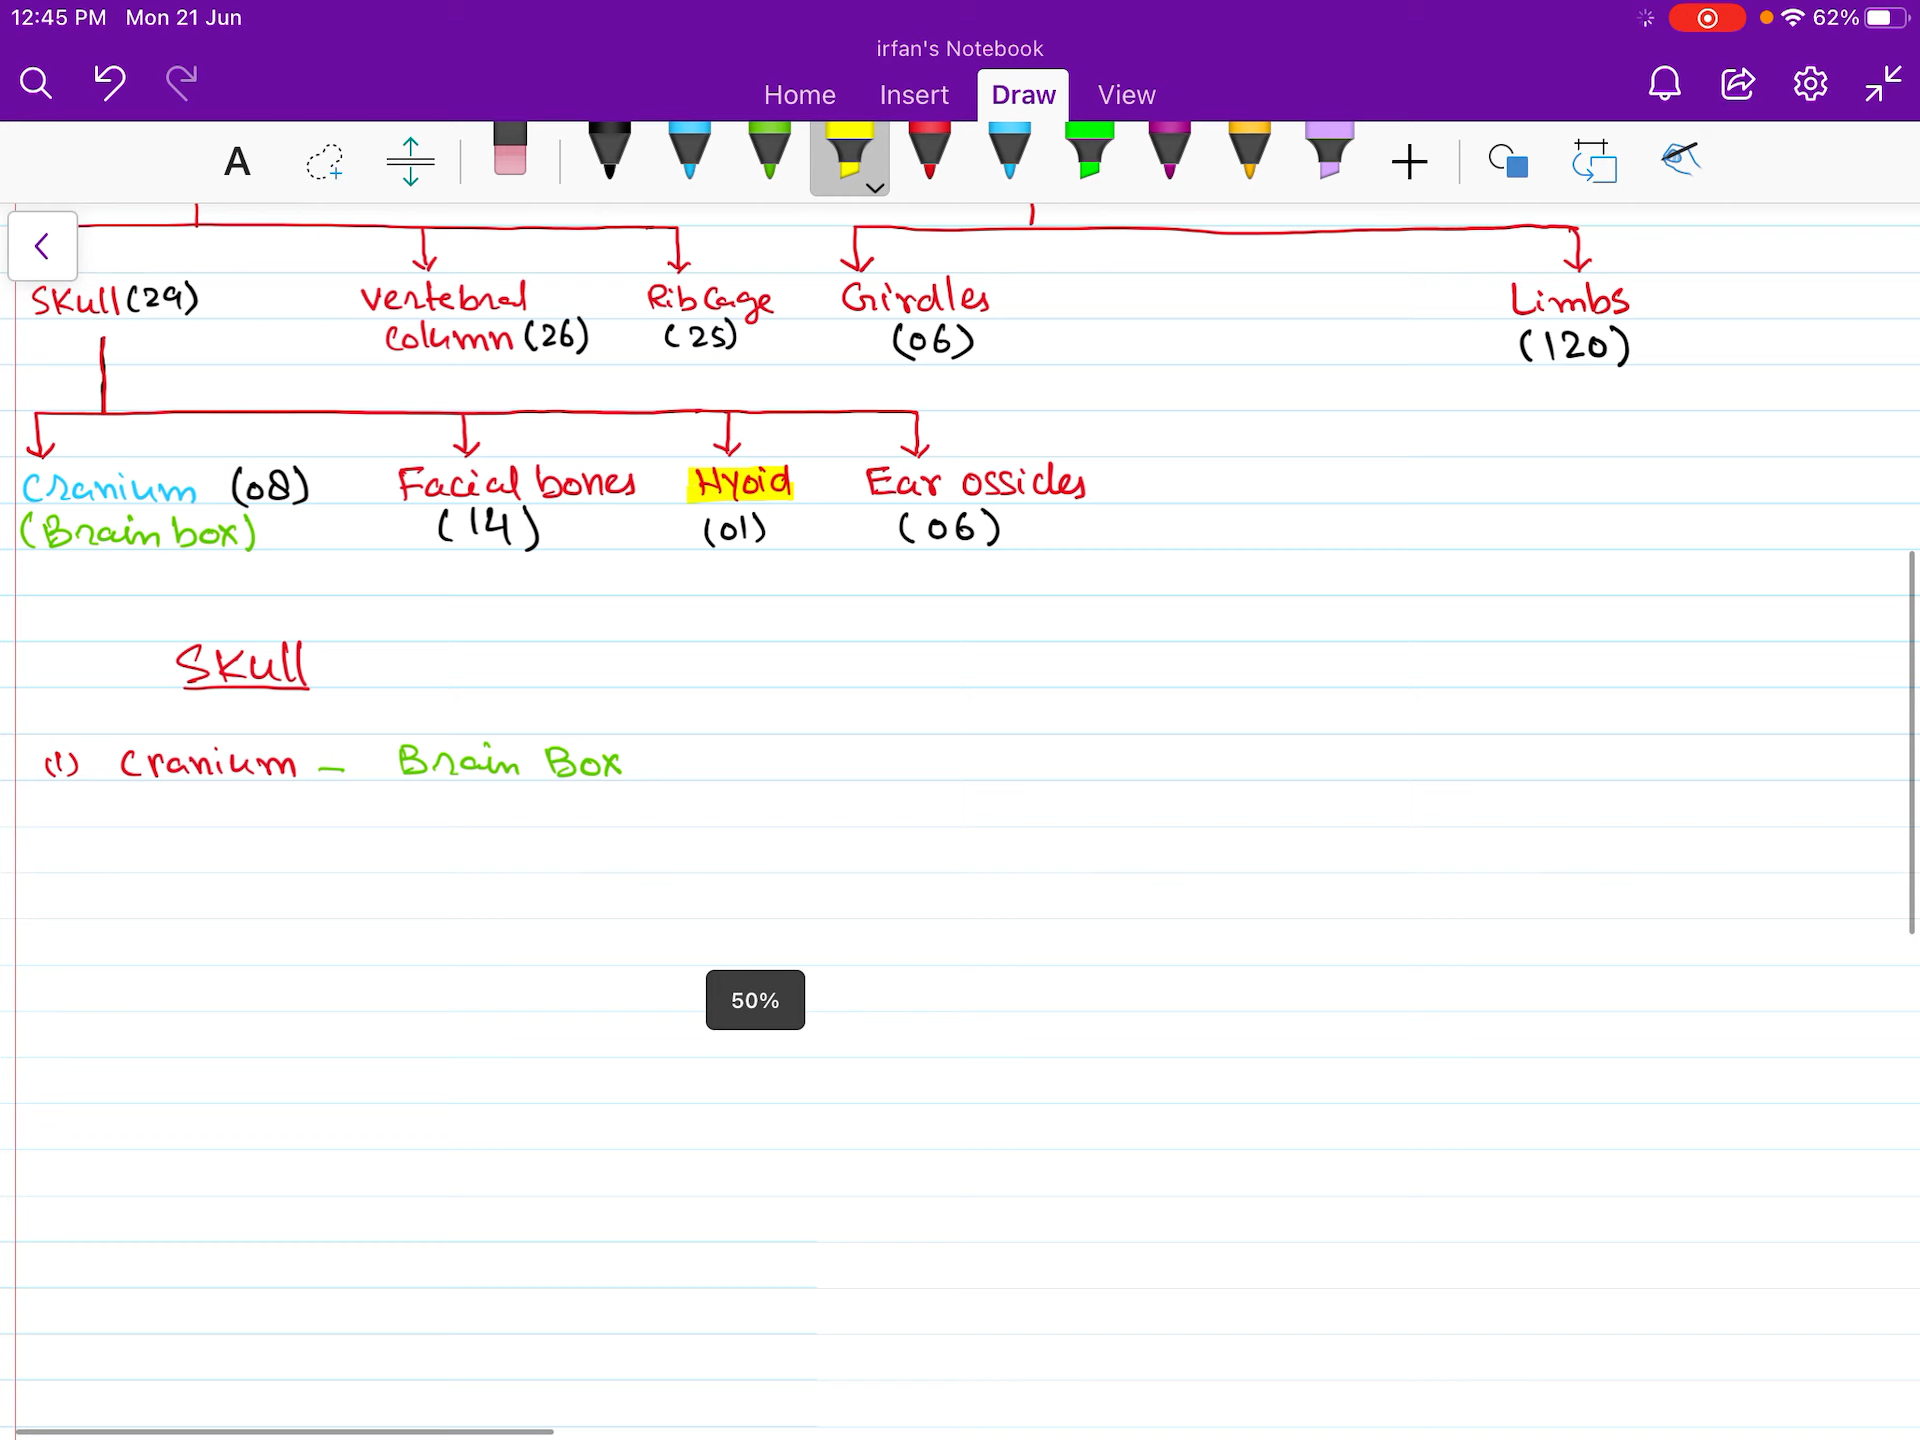 12:45 PM Mon 21 Jun
62%
irfan's Notebook
Home Insert Draw View
A
Skull (29) Vertebral Rib Cage Girdles Limbs
Column (26) (25) (06) (120)
Cranium (08) Facial bones Hyoid Ear ossicles
(Brain box) (14) (01) (06)
Skull
(1) Cranium - Brain Box
50%